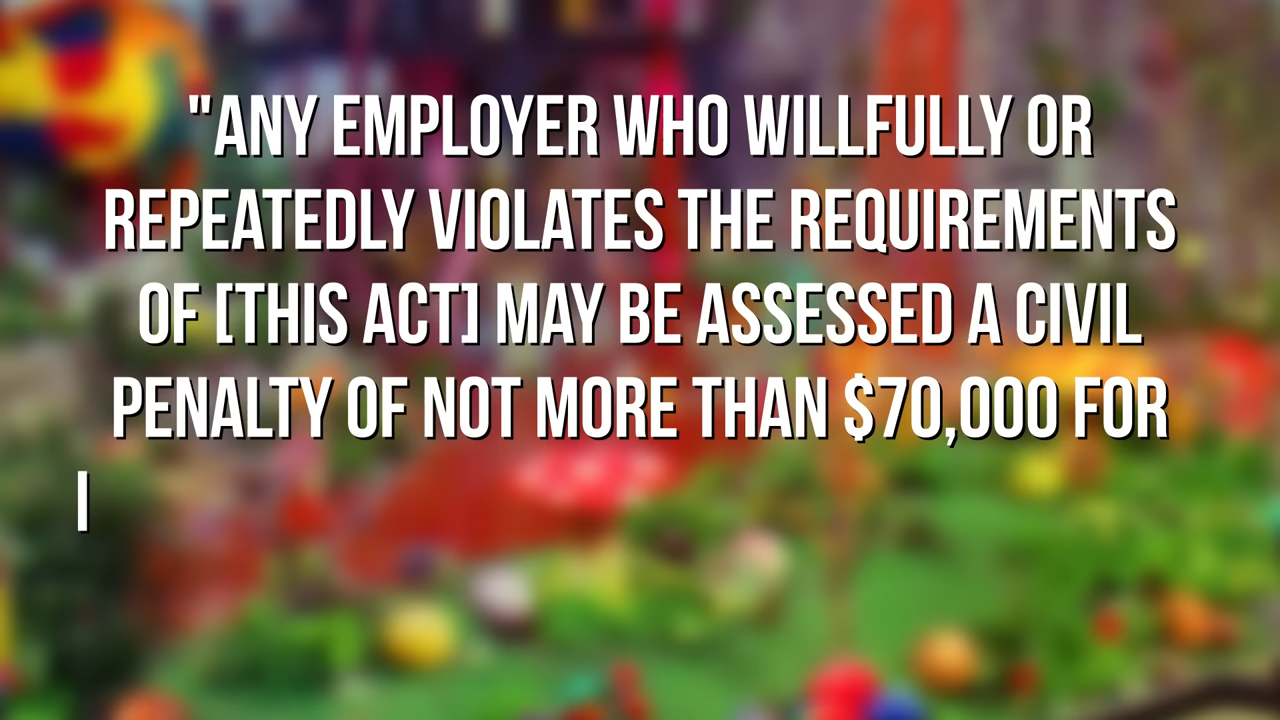 "ANY EMPLOYER WHO WILLFULLY OR
REPEATEDLY VIOLATES THE REQUIREMENTS
OF [THIS ACT] MAY BE ASSESSED A CIVIL
PENALTY OF NOT MORE THAN $70,000 FOR